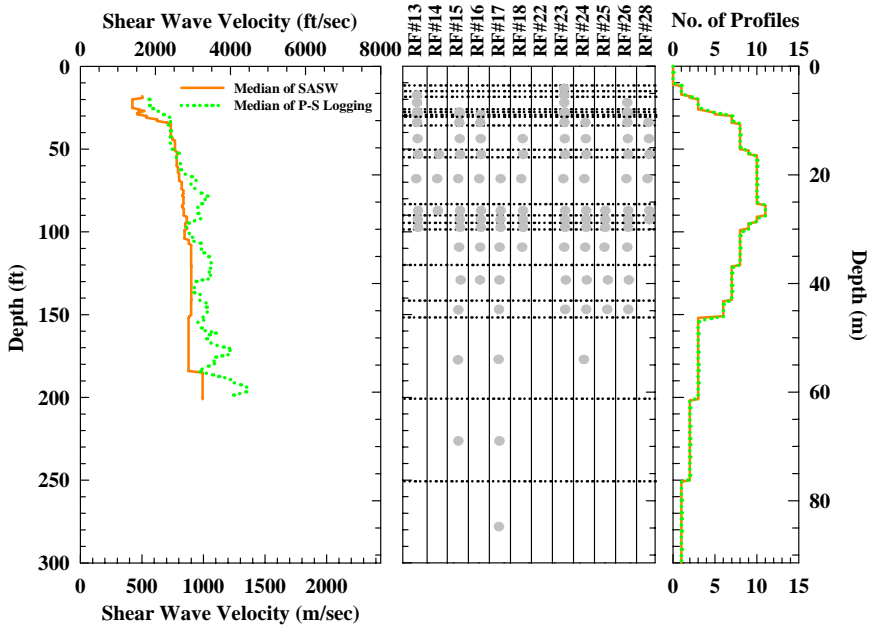 Shear Wave Velocity (ft/sec)
0 2000 4000 6000 8000
RF#13
RF#14
RF#15
RF#16
RF#17
RF#18
RF#22
RF#23
RF#24
RF#25
RF#26
RF#28
No. of Profiles
0 5 10 15
Median of SASW
Median of P-S Logging
Depth (ft)
0
50
100
150
200
250
300
0
20
40
60
80
Depth (m)
0 500 1000 1500 2000
Shear Wave Velocity (m/sec)
0 5 10 15